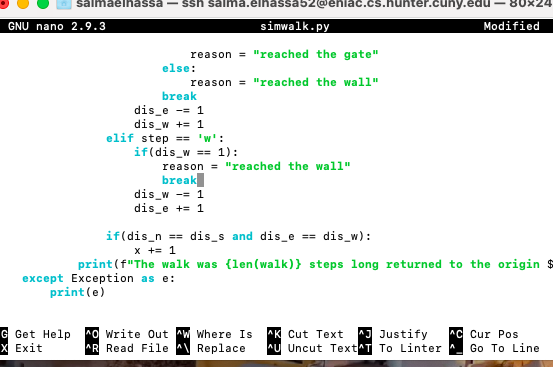 salmaelhassa — ssh salma.elhassa52@eniac.cs.hunter.cuny.edu — 80×24
GNU nano 2.9.3 simwalk.py Modified
reason = "reached the gate"
else:
reason = "reached the wall"
break
dis_e -= 1
dis_w += 1
elif step == 'w':
if(dis_w == 1):
reason = "reached the wall"
break
dis_w -= 1
dis_e += 1
if(dis_n == dis_s and dis_e == dis_w):
x += 1
print(f"The walk was {len(walk)} steps long returned to the origin $
except Exception as e:
print(e)
G Get Help ^O Write Out ^W Where Is ^K Cut Text ^J Justify ^C Cur Pos
X Exit ^R Read File ^\ Replace ^U Uncut Text ^T To Linter ^_ Go To Line